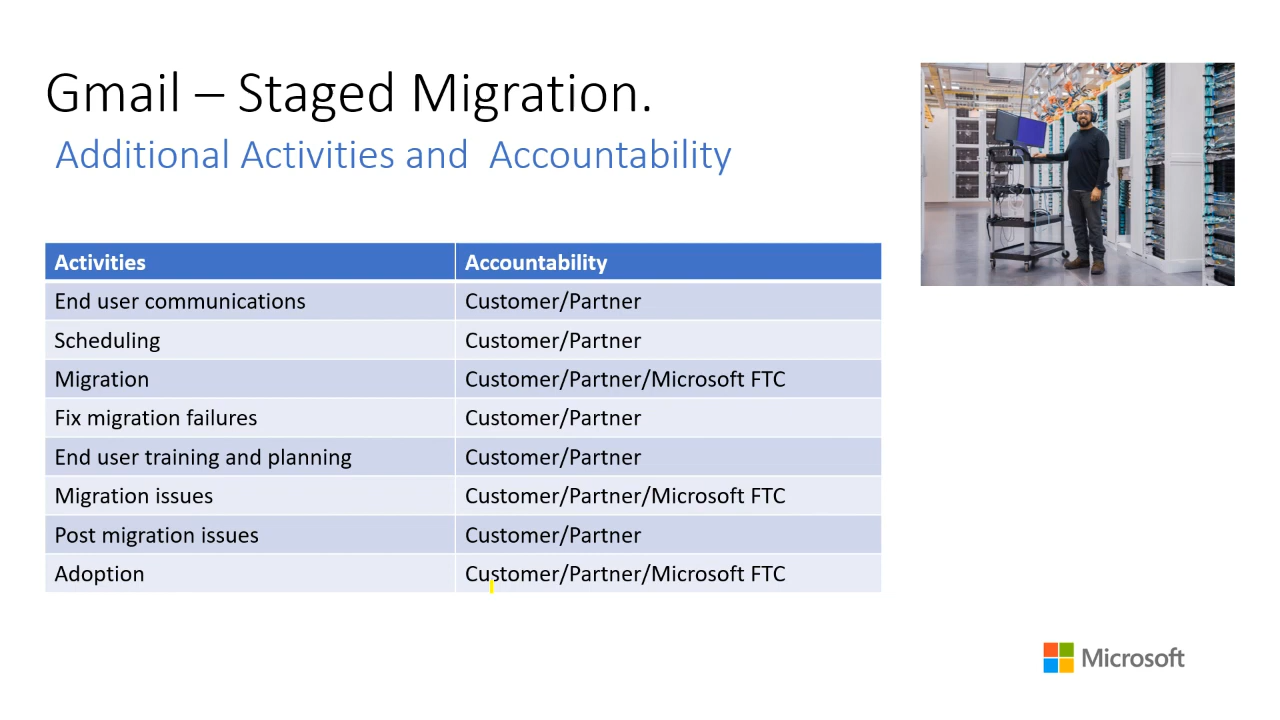 Gmail – Staged Migration.
Additional Activities and Accountability
Activities Accountability
End user communications Customer/Partner
Scheduling Customer/Partner
Migration Customer/Partner/Microsoft FTC
Fix migration failures Customer/Partner
End user training and planning Customer/Partner
Migration issues Customer/Partner/Microsoft FTC
Post migration issues Customer/Partner
Adoption Customer/Partner/Microsoft FTC
Microsoft